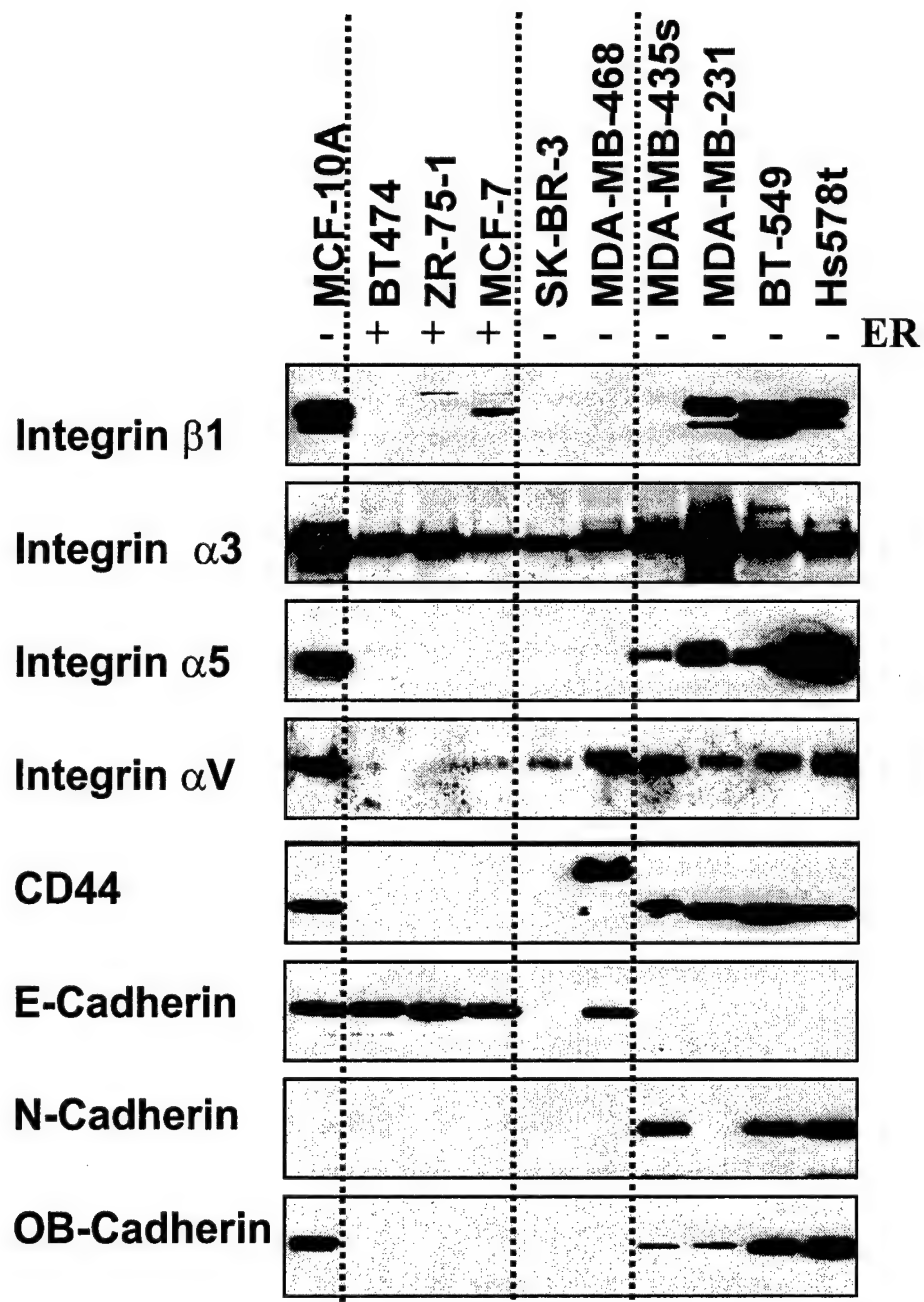 MCF-10A
BT474
ZR-75-1
MCF-7
SK-BR-3
MDA-MB-468
MDA-MB-435s
MDA-MB-231
BT-549
Hs578t
- + + + - - - - - - ER
Integrin β1
Integrin α3
Integrin α5
Integrin αV
CD44
E-Cadherin
N-Cadherin
OB-Cadherin